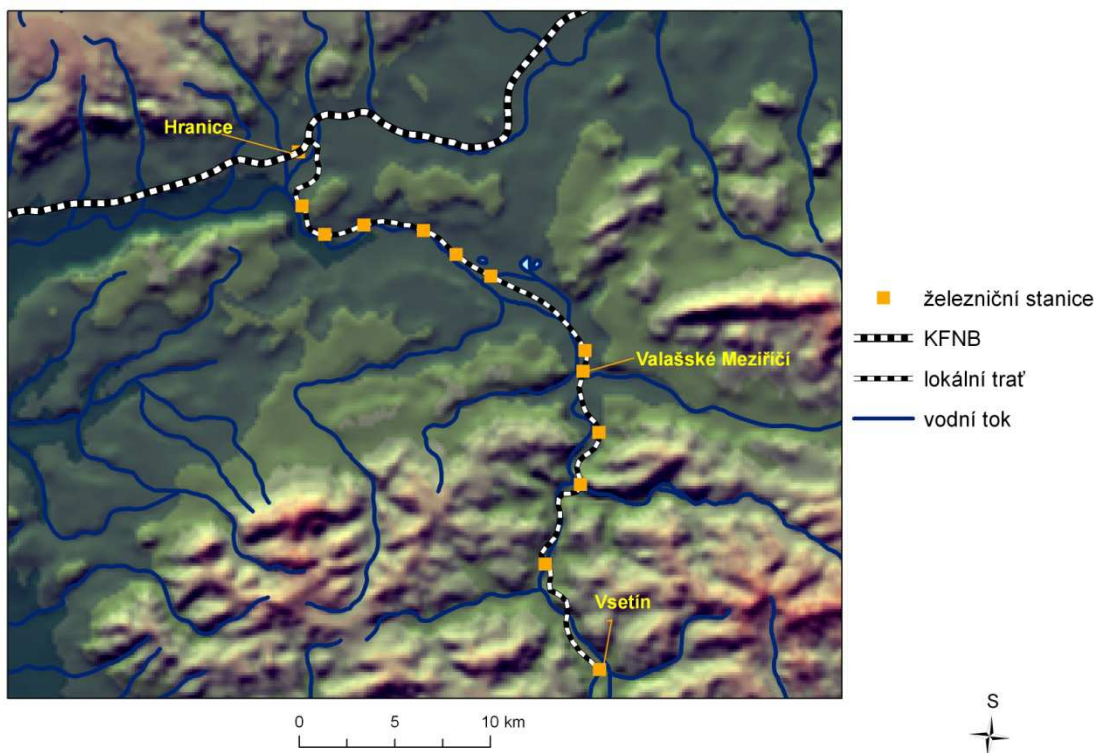 Hranice
Valašské Meziříčí
Vsetín
železniční stanice
KFNB
lokální trať
vodní tok
0 5 10 km
S